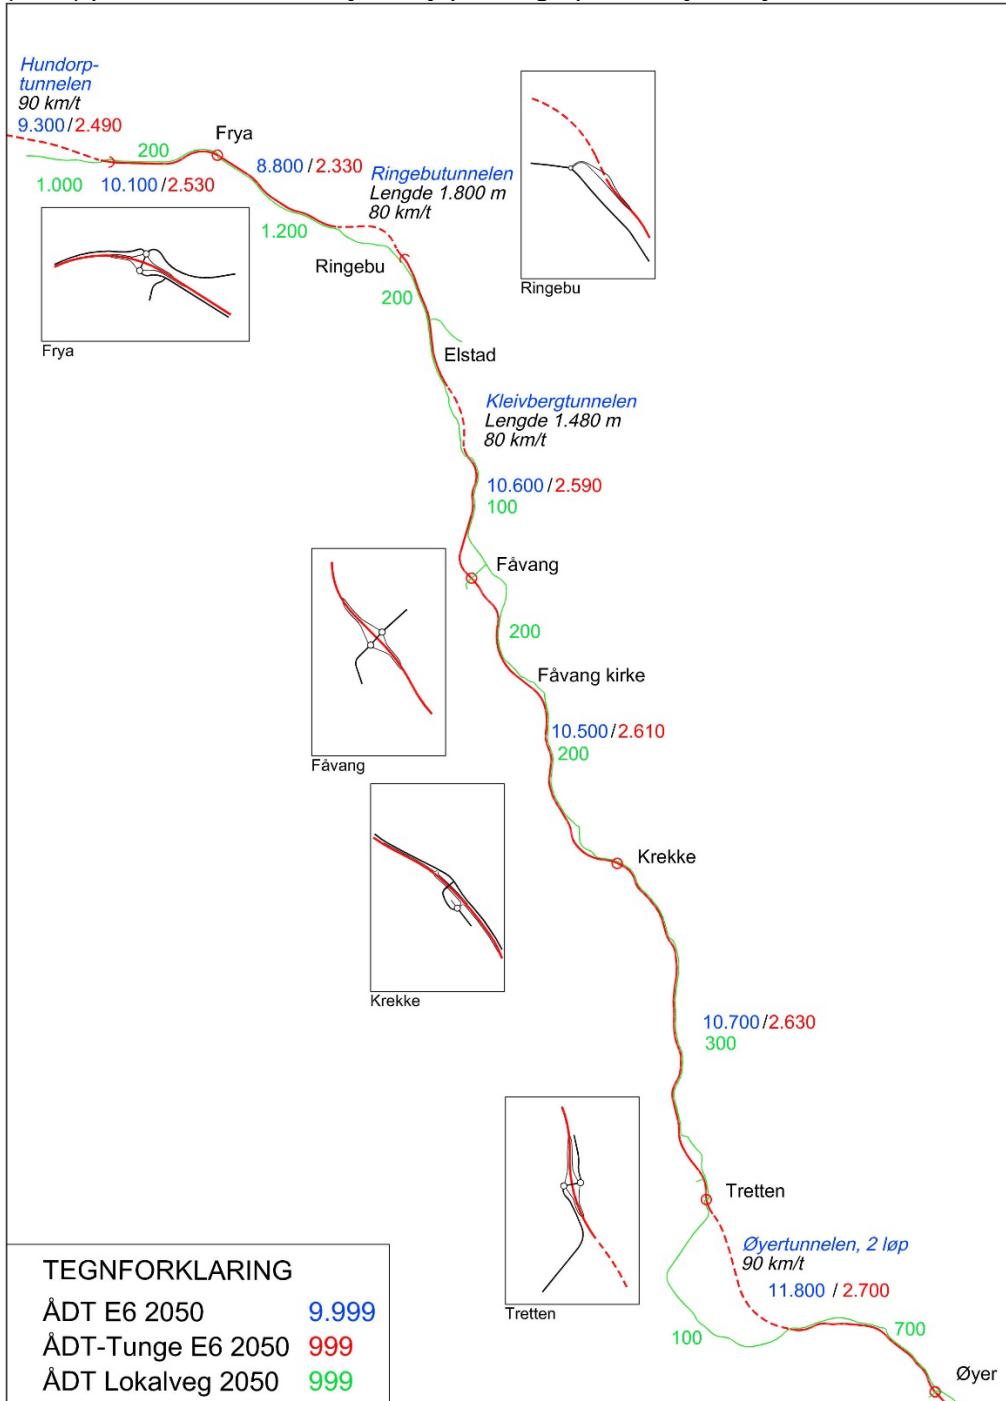 Hundorp-
tunnelen
90 km/t
9.300/2.490
200
Frya
1.000
10.100/2.530
8.800/2.330
1.200
Ringebutunnelen
Lengde 1.800 m
80 km/t
Ringebu
200
Ringebu
Frya
Elstad
Kleivbergtunnelen
Lengde 1.480 m
80 km/t
10.600/2.590
100
Fåvang
200
Fåvang kirke
10.500/2.610
200
Fåvang
Krekke
Krekke
10.700/2.630
300
Tretten
Øyertunnelen, 2 løp
90 km/t
11.800 / 2.700
Tretten
100
700
Øyer
TEGNFORKLARING
ÅDT E6 2050 9.999
ÅDT-Tunge E6 2050 999
ÅDT Lokalveg 2050 999